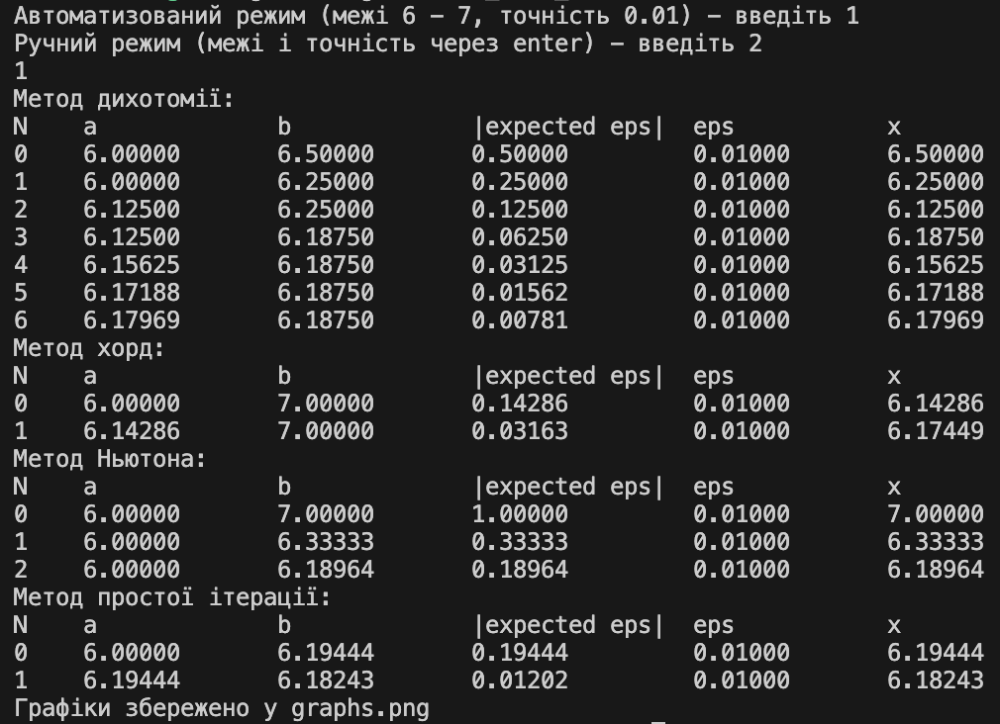 Автоматизований режим (межі 6 – 7, точність 0.01) – введіть 1
Ручний режим (межі і точність через enter) – введіть 2
1
Метод дихотомії:
N a b |expected eps| eps x
0 6.00000 6.50000 0.50000 0.01000 6.50000
1 6.00000 6.25000 0.25000 0.01000 6.25000
2 6.12500 6.25000 0.12500 0.01000 6.12500
3 6.12500 6.18750 0.06250 0.01000 6.18750
4 6.15625 6.18750 0.03125 0.01000 6.15625
5 6.17188 6.18750 0.01562 0.01000 6.17188
6 6.17969 6.18750 0.00781 0.01000 6.17969
Метод хорд:
N a b |expected eps| eps x
0 6.00000 7.00000 0.14286 0.01000 6.14286
1 6.14286 7.00000 0.03163 0.01000 6.17449
Метод Ньютона:
N a b |expected eps| eps x
0 6.00000 7.00000 1.00000 0.01000 7.00000
1 6.00000 6.33333 0.33333 0.01000 6.33333
2 6.00000 6.18964 0.18964 0.01000 6.18964
Метод простої ітерації:
N a b |expected eps| eps x
0 6.00000 6.19444 0.19444 0.01000 6.19444
1 6.19444 6.18243 0.01202 0.01000 6.18243
Графіки збережено у graphs.png